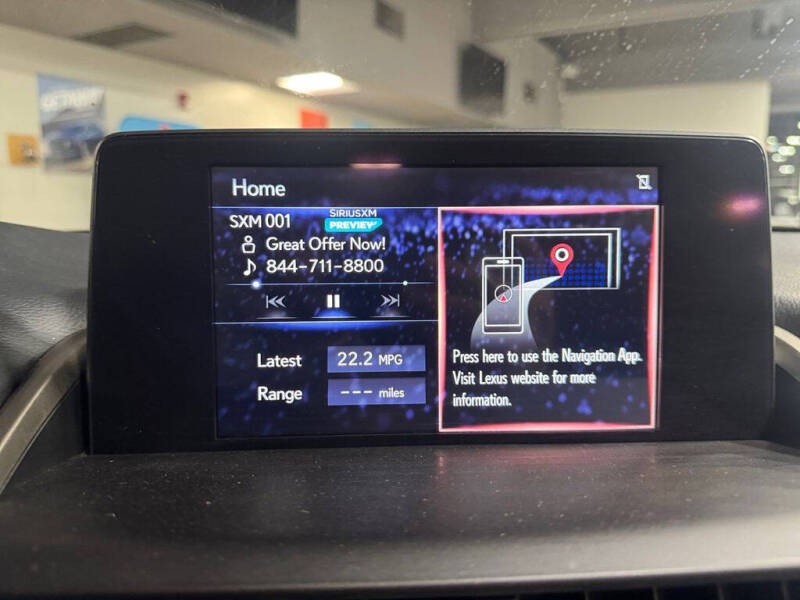 Home
SXM 001
SIRIUSXM
PREVIEW
Great Offer Now!
844-711-8800
Latest
22.2 MPG
Range
--- miles
Press here to use the Navigation App.
Visit Lexus website for more
information.